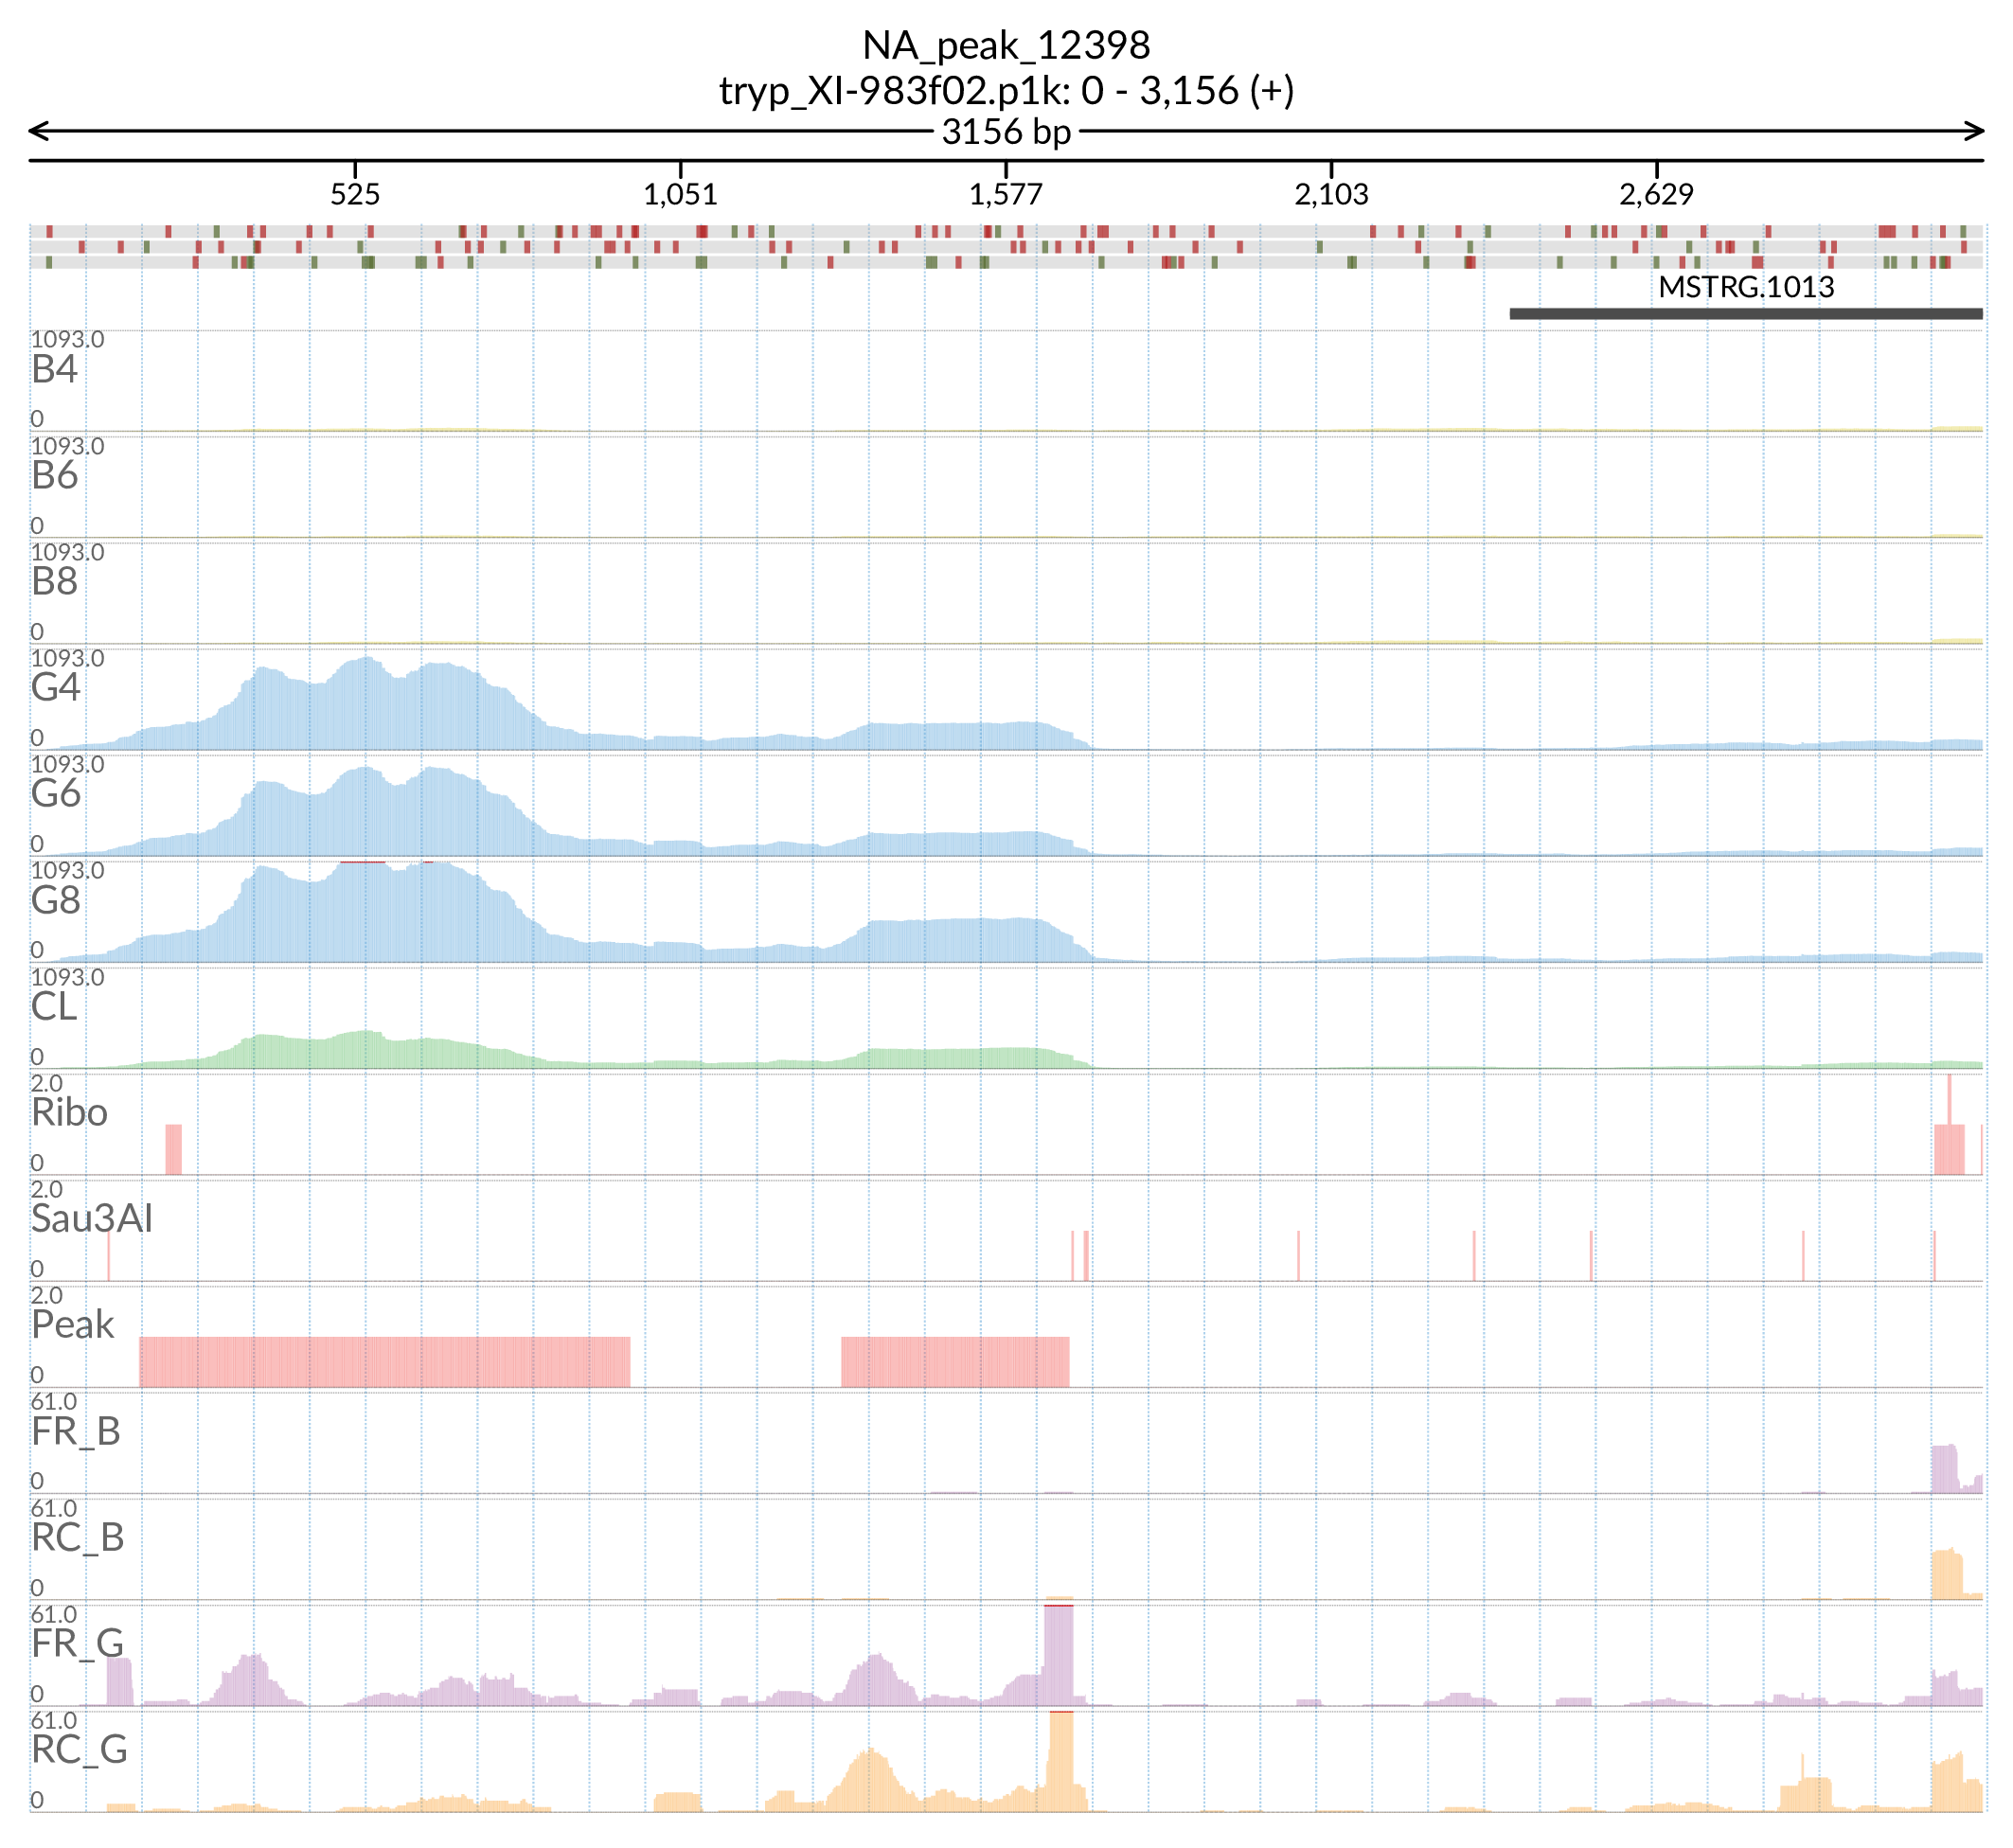 NA_peak_12398
tryp_XI-983f02.p1k: 0 - 3,156 (+)
3156 bp
525 1,051 1,577 2,103 2,629
MSTRG.1013
1093.0
B4
0
1093.0
B6
0
1093.0
B8
0
1093.0
G4
0
1093.0
G6
0
1093.0
G8
0
1093.0
CL
0
2.0
Ribo
0
2.0
Sau3AI
0
2.0
Peak
0
61.0
FR_B
0
61.0
RC_B
0
61.0
FR_G
0
61.0
RC_G
0